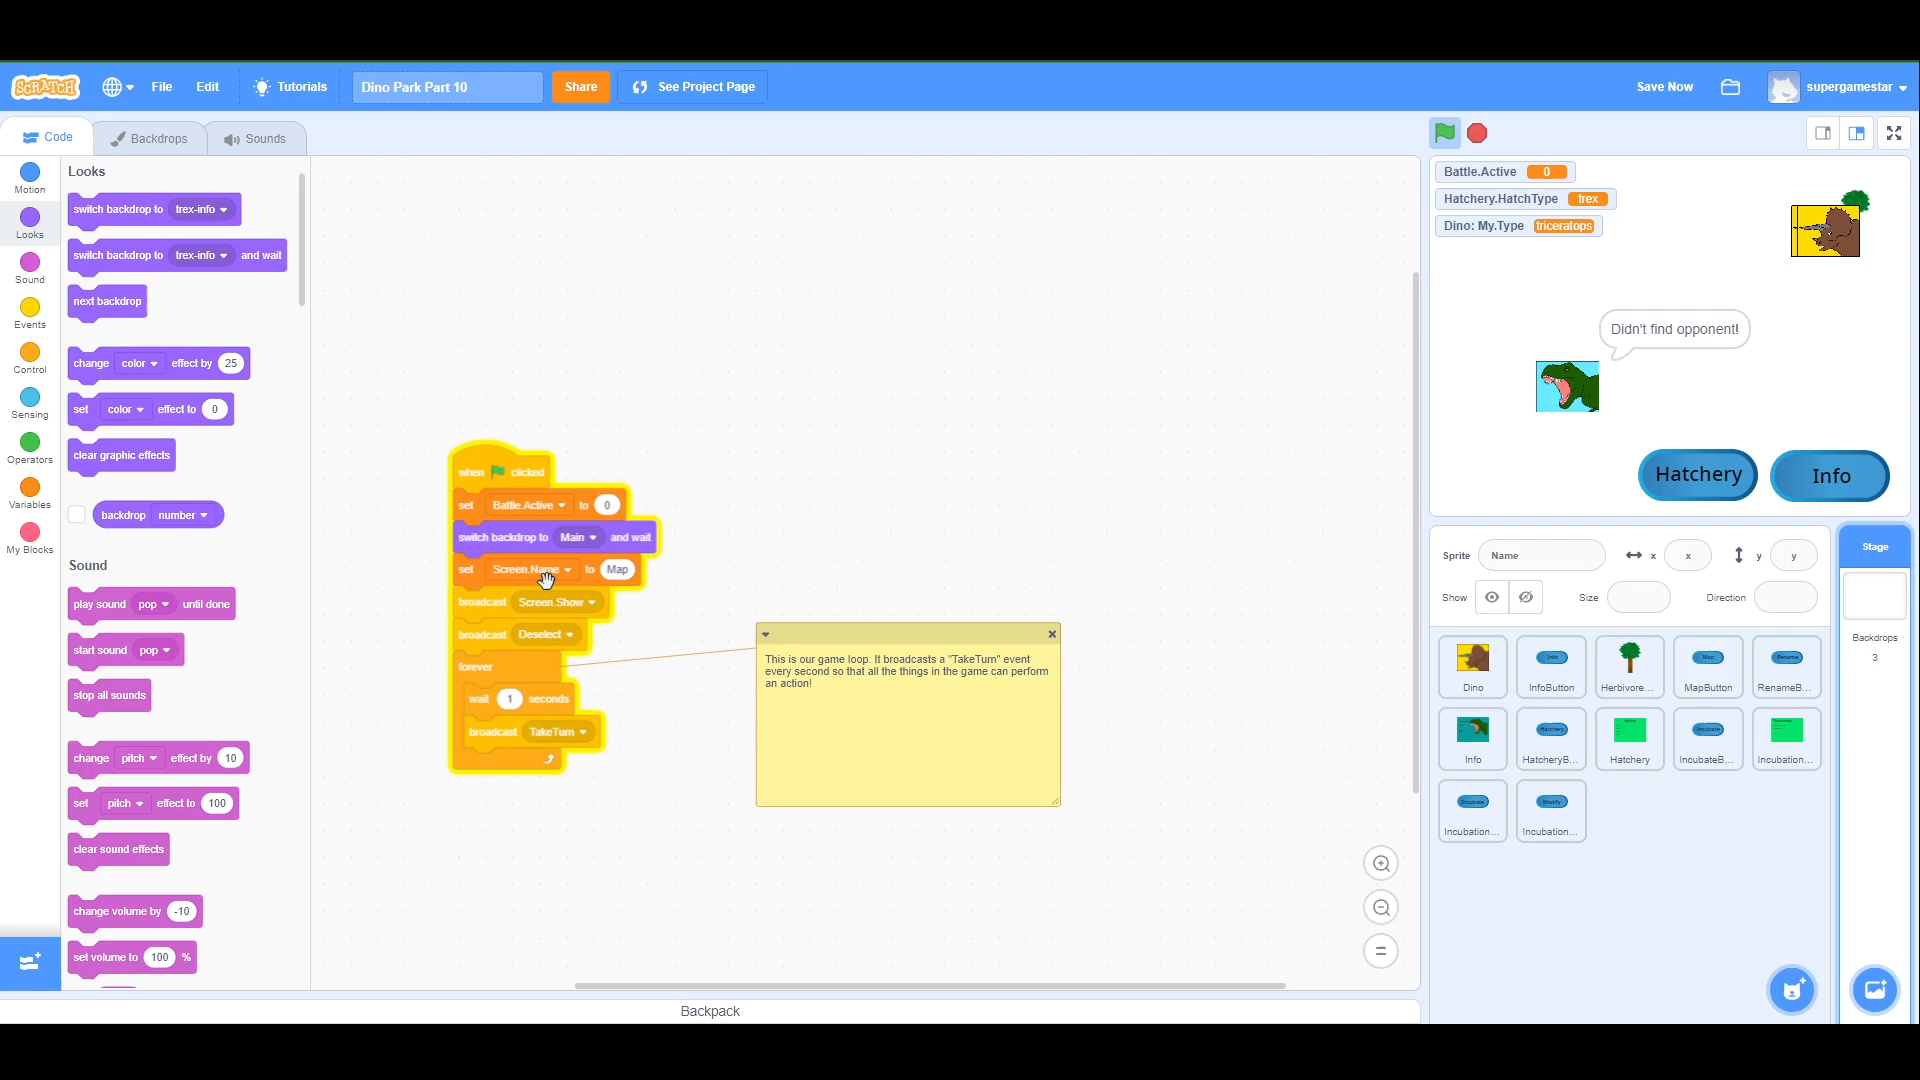 SCRATCH File Edit Tutorials Dino Park Part 10 Share See Project Page Save Now supergamestar
Code Backdrops Sounds
Motion
Looks
Sound
Events
Control
Sensing
Operators
Variables
My Blocks
Looks
switch backdrop to trex-info
switch backdrop to trex-info and wait
next backdrop
change color effect by 25
set color effect to 0
clear graphic effects
backdrop number
Sound
play sound pop until done
start sound pop
stop all sounds
change pitch effect by 10
set pitch effect to 100
clear sound effects
change volume by -10
set volume to 100 %
when clicked
set Battle.Active to 0
switch backdrop to Main and wait
set Screen.Name to Map
broadcast Screen.Show
broadcast Deselect
forever
wait 1 seconds
broadcast TakeTurn
This is our game loop. It broadcasts a "TakeTurn" event
every second so that all the things in the game can perform
an action!
Backpack
Battle.Active 0
Hatchery.HatchType trex
Dino: My.Type triceratops
Didn't find opponent!
Hatchery Info
Sprite Name x x y y
Show Size Direction
Stage
Backdrops
3
Dino InfoButton Herbivore... MapButton RenameB...
Info HatcheryB... Hatchery IncubateB... Incubation...
Incubation... Incubation...